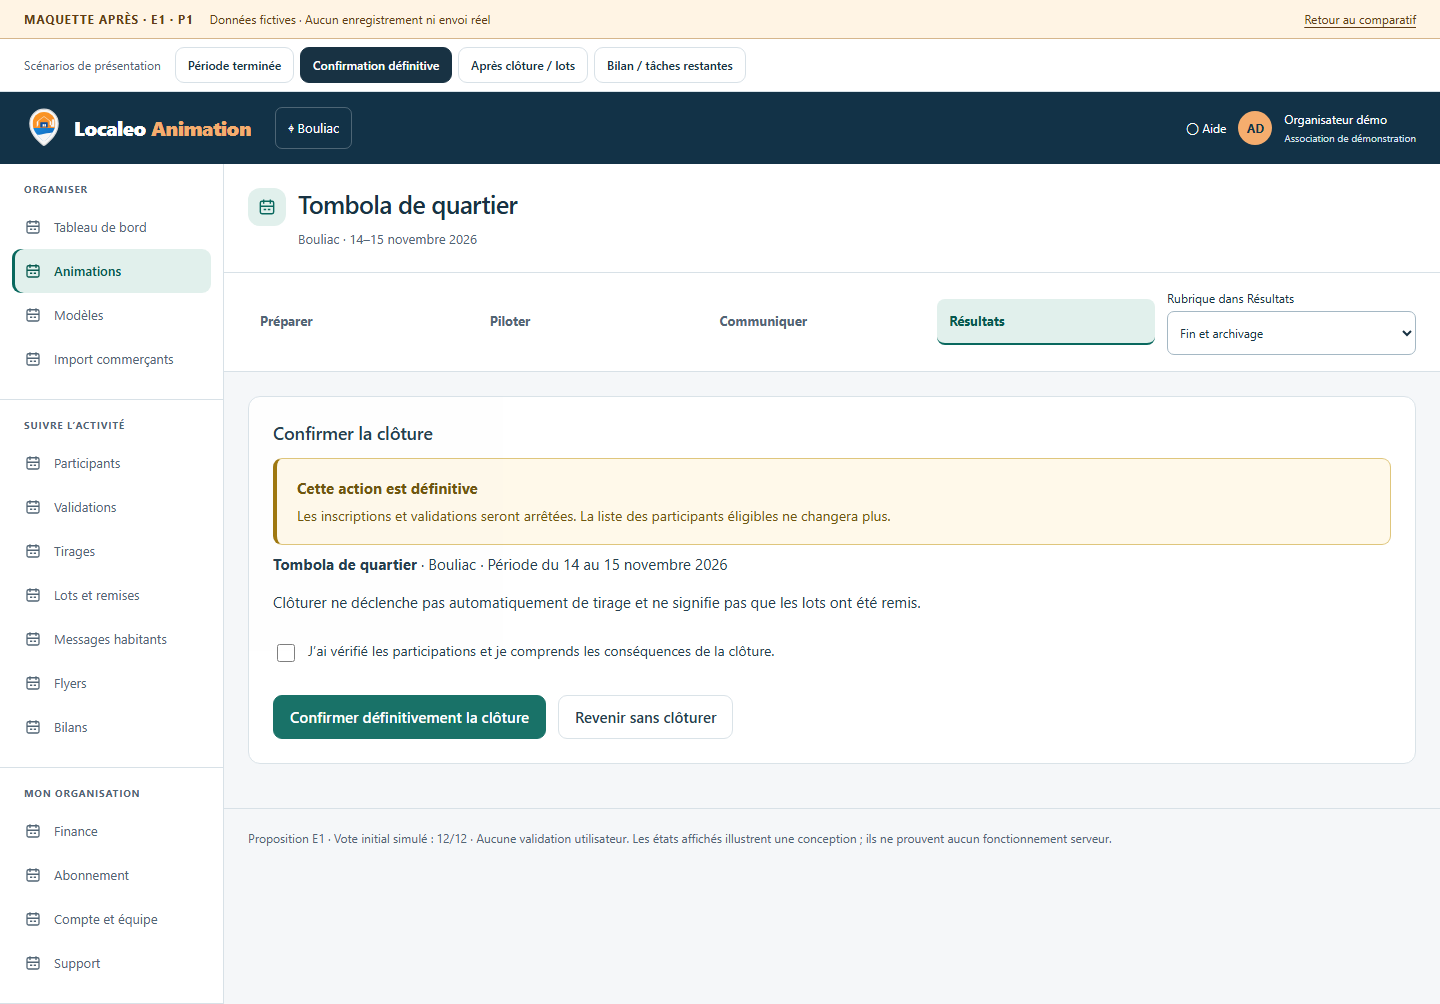 MAQUETTE APRÈS · E1 · P1 Données fictives · Aucun enregistrement ni envoi réel Retour au comparatif
Scénarios de présentation Période terminée Confirmation définitive Après clôture / lots Bilan / tâches restantes
Localeo Animation Bouliac Aide AD Organisateur démo
Association de démonstration
ORGANISER
Tableau de bord
Animations
Modèles
Import commerçants
SUIVRE L'ACTIVITÉ
Participants
Validations
Tirages
Lots et remises
Messages habitants
Flyers
Bilans
MON ORGANISATION
Finance
Abonnement
Compte et équipe
Support
Tombola de quartier
Bouliac · 14–15 novembre 2026
Préparer Piloter Communiquer Résultats
Rubrique dans Résultats
Fin et archivage
Confirmer la clôture
Cette action est définitive
Les inscriptions et validations seront arrêtées. La liste des participants éligibles ne changera plus.
Tombola de quartier · Bouliac · Période du 14 au 15 novembre 2026
Clôturer ne déclenche pas automatiquement de tirage et ne signifie pas que les lots ont été remis.
J'ai vérifié les participations et je comprends les conséquences de la clôture.
Confirmer définitivement la clôture Revenir sans clôturer
Proposition E1 · Vote initial simulé : 12/12 · Aucune validation utilisateur. Les états affichés illustrent une conception ; ils ne prouvent aucun fonctionnement serveur.